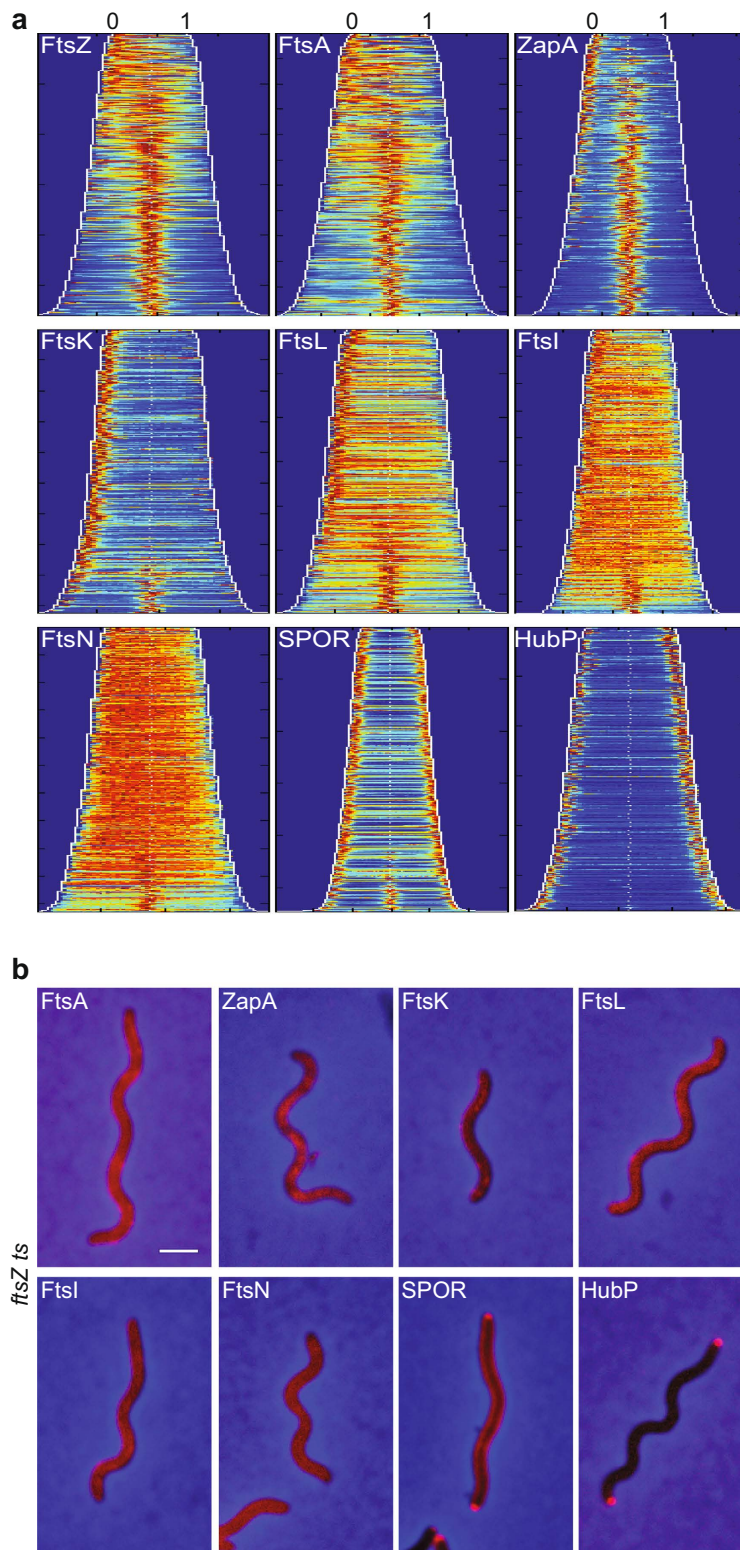 a
0 1 0 1 0 1
FtsZ FtsA ZapA
FtsK FtsL FtsI
FtsN SPOR HubP
b
FtsA ZapA FtsK FtsL
ftsZ ts
FtsI FtsN SPOR HubP